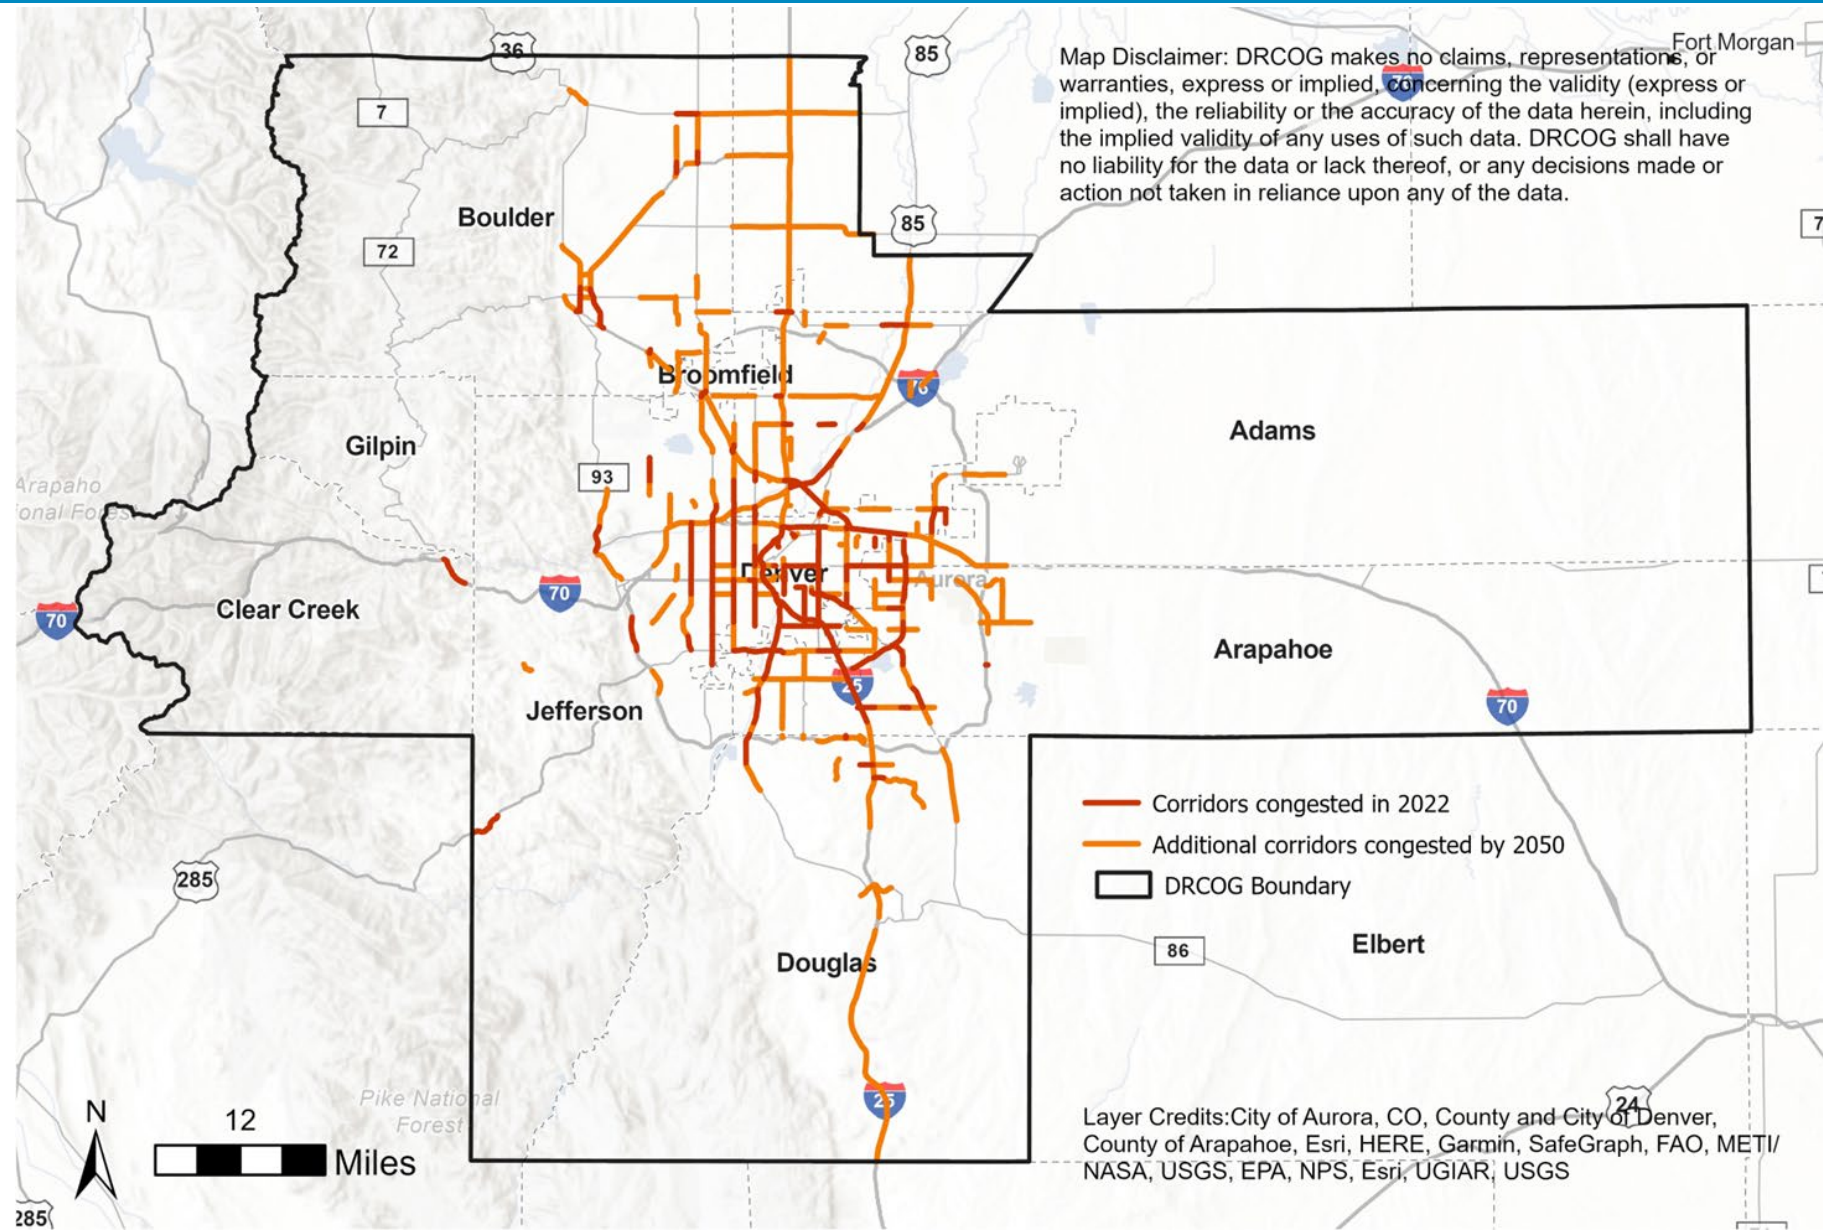 36
85
Fort Morgan
Map Disclaimer: DRCOG makes no claims, representations, or
warranties, express or implied, concerning the validity (express or
implied), the reliability or the accuracy of the data herein, including
the implied validity of any uses of such data. DRCOG shall have
no liability for the data or lack thereof, or any decisions made or
action not taken in reliance upon any of the data.
76
7
Boulder
85
7
72
Broomfield
76
Adams
Gilpin
93
Arapaho
onal Forest
Denver
Aurora
70
Clear Creek
70
Arapahoe
25
70
Jefferson
Corridors congested in 2022
Additional corridors congested by 2050
DRCOG Boundary
285
86
Elbert
Douglas
25
Pike National
Forest
24
N
12
Miles
Layer Credits:City of Aurora, CO, County and City of Denver,
County of Arapahoe, Esri, HERE, Garmin, SafeGraph, FAO, METI/
NASA, USGS, EPA, NPS, Esri, UGIAR, USGS
285